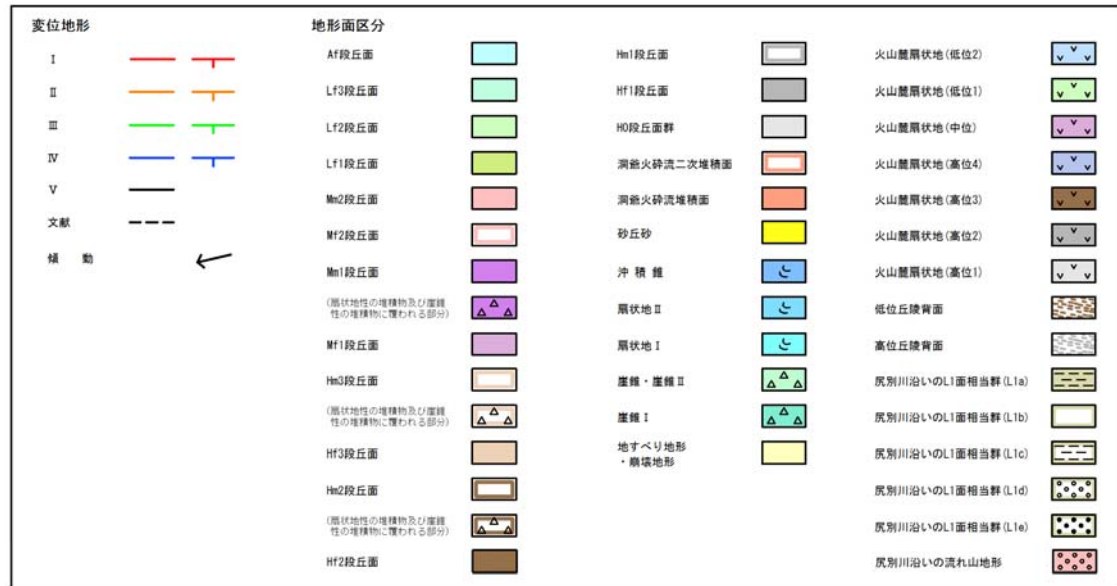 変位地形
Ⅰ
Ⅱ
Ⅲ
Ⅳ
Ⅴ
文献
傾 動
地形面区分
Af段丘面
Lf3段丘面
Lf2段丘面
Lf1段丘面
Mm2段丘面
Mf2段丘面
Mm1段丘面
(扇状地性の堆積物及び崖錐
性の堆積物に覆われる部分)
Mf1段丘面
Hm3段丘面
(扇状地性の堆積物及び崖錐
性の堆積物に覆われる部分)
Hf3段丘面
Hm2段丘面
(扇状地性の堆積物及び崖錐
性の堆積物に覆われる部分)
Hf2段丘面
Hm1段丘面
Hf1段丘面
H0段丘面群
洞爺火砕流二次堆積面
洞爺火砕流堆積面
砂丘砂
沖積錐
扇状地Ⅱ
扇状地Ⅰ
崖錐・崖錐Ⅱ
崖錐Ⅰ
地すべり地形
・崩壊地形
火山麓扇状地(低位2)
火山麓扇状地(低位1)
火山麓扇状地(中位)
火山麓扇状地(高位4)
火山麓扇状地(高位3)
火山麓扇状地(高位2)
火山麓扇状地(高位1)
低位丘陵背面
高位丘陵背面
尻別川沿いのL1面相当群(L1a)
尻別川沿いのL1面相当群(L1b)
尻別川沿いのL1面相当群(L1c)
尻別川沿いのL1面相当群(L1d)
尻別川沿いのL1面相当群(L1e)
尻別川沿いの流れ山地形